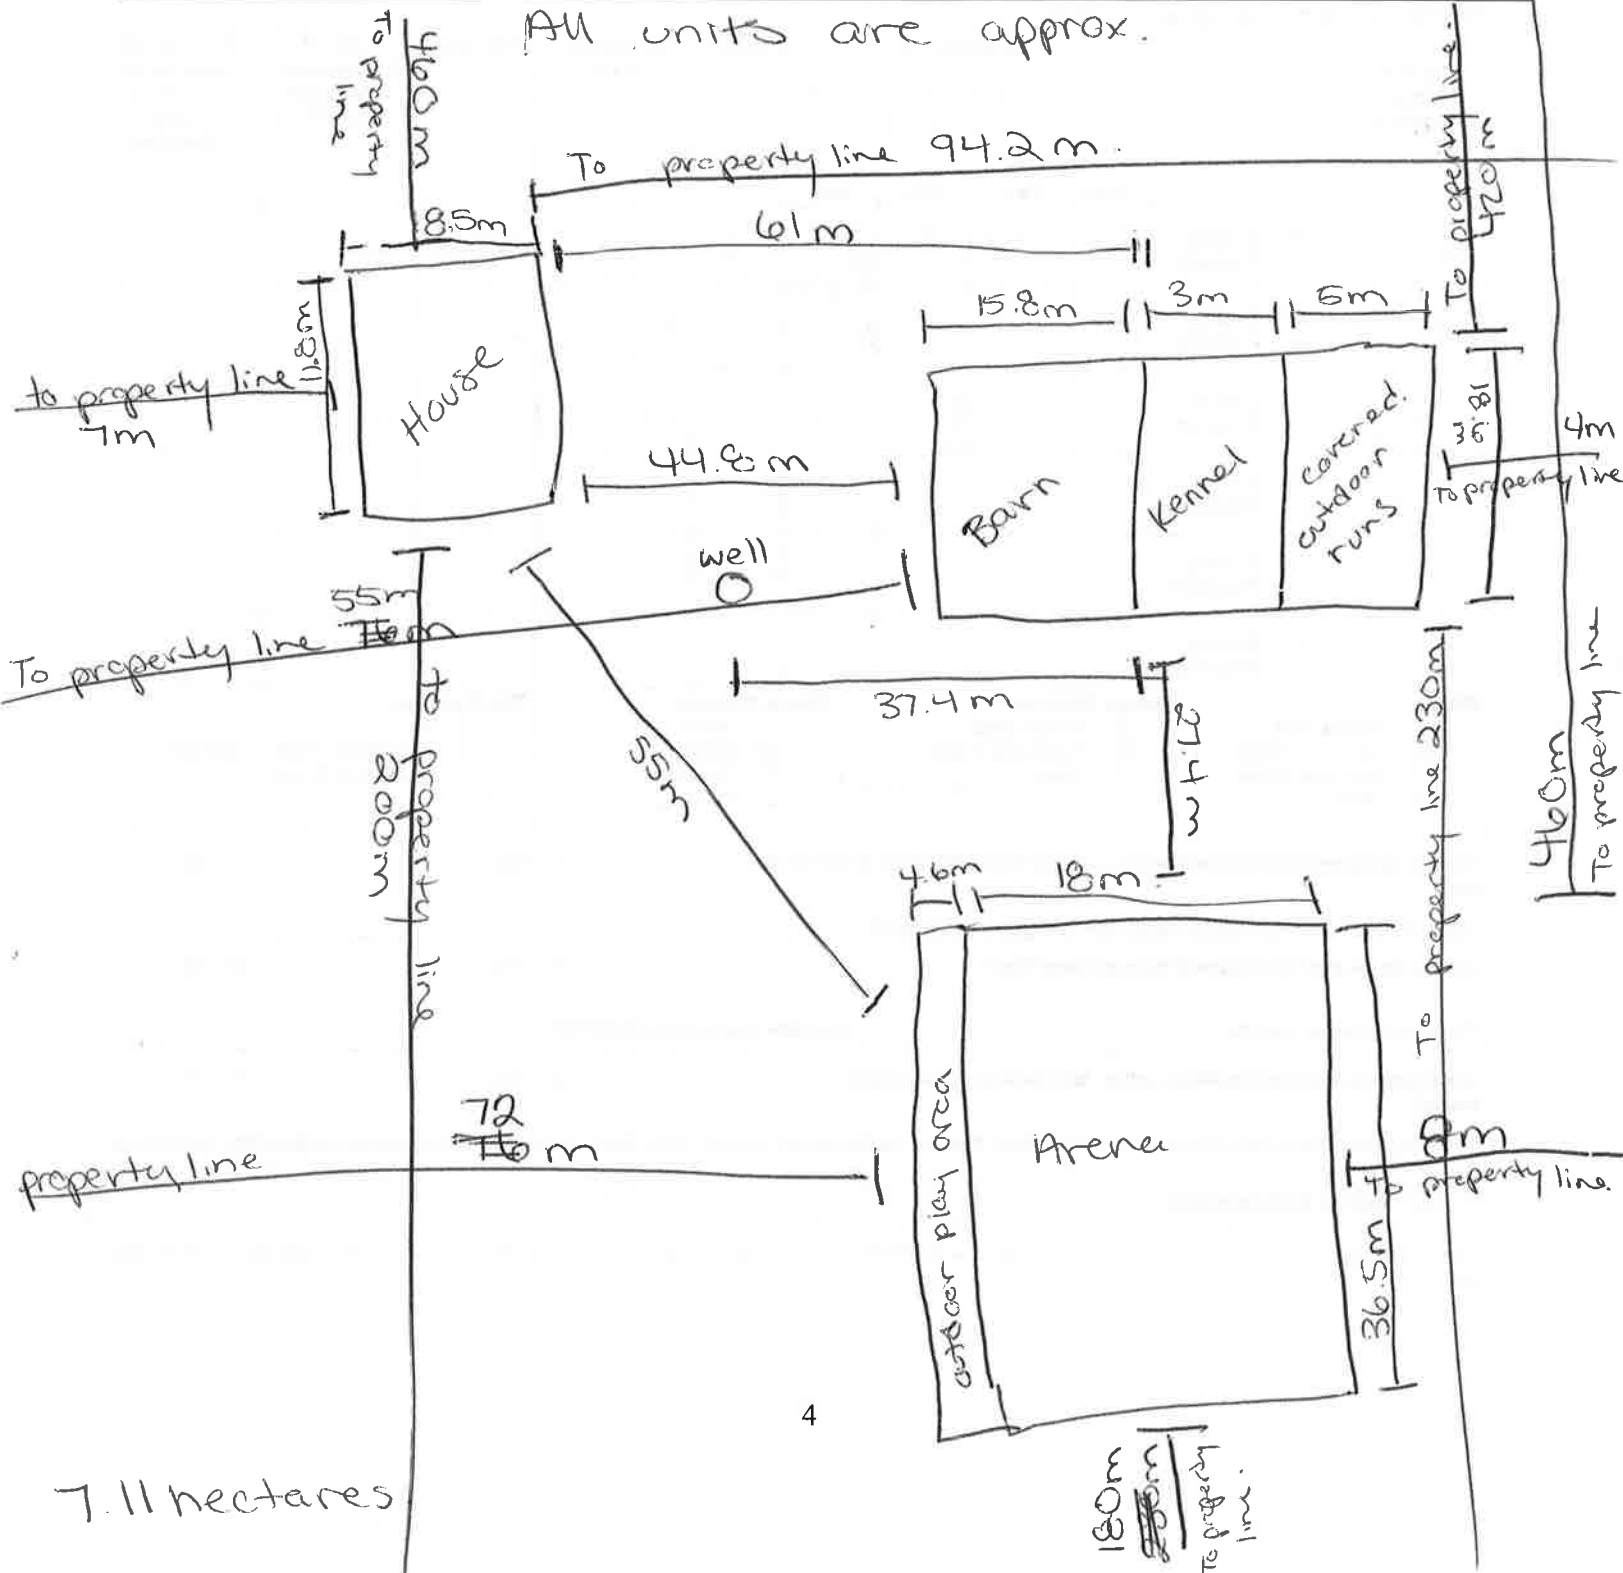 All units are approx.
460m
To property line
To property line 94.2m.
To property line.
420m
8.5m
61m
15.8m
3m
11.8m
House
to property line
7m
44.8m
Barn
Kennel
covered. outdoor runs
4m
To property line
well
55m
To property line
37.4m
27.4m
To property line 230m
460m
To property line
to property line
200m
55m
4.6m
18m
outdoor play area
Arena
36.5m
72 m
property line
To property line.
4
180m
To property line.
7.11 hectares